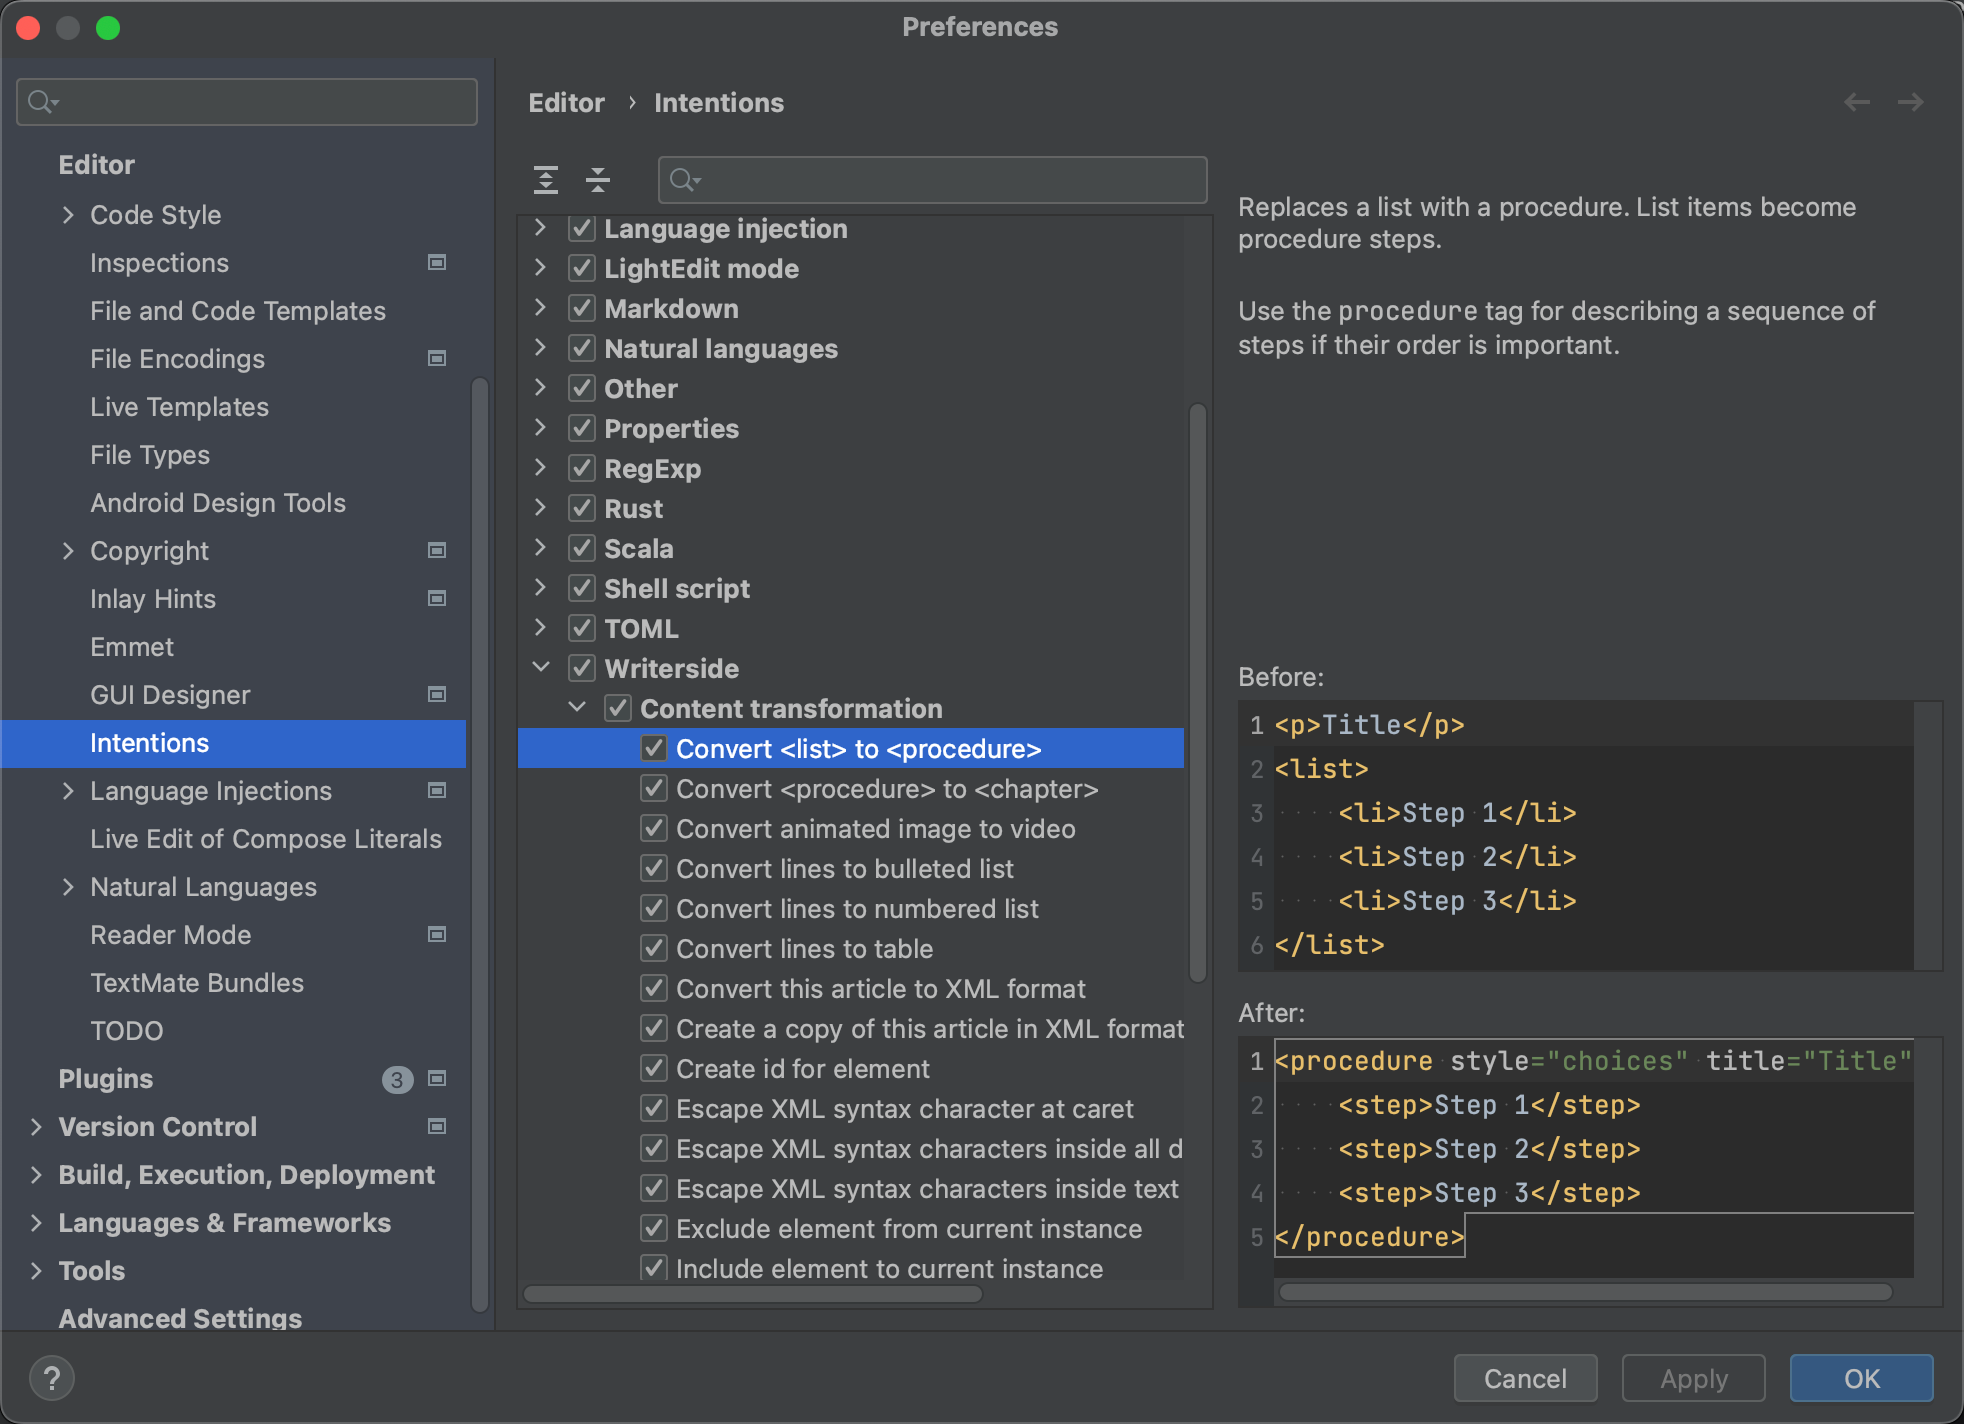 Preferences
Editor
Code Style
Inspections
File and Code Templates
File Encodings
Live Templates
File Types
Android Design Tools
Copyright
Inlay Hints
Emmet
GUI Designer
Intentions
Language Injections
Live Edit of Compose Literals
Natural Languages
Reader Mode
TextMate Bundles
TODO
Plugins 3
Version Control
Build, Execution, Deployment
Languages & Frameworks
Tools
Advanced Settings
Editor › Intentions
Language injection
LightEdit mode
Markdown
Natural languages
Other
Properties
RegExp
Rust
Scala
Shell script
TOML
Writerside
Content transformation
Convert <list> to <procedure>
Convert <procedure> to <chapter>
Convert animated image to video
Convert lines to bulleted list
Convert lines to numbered list
Convert lines to table
Convert this article to XML format
Create a copy of this article in XML format
Create id for element
Escape XML syntax character at caret
Escape XML syntax characters inside all d
Escape XML syntax characters inside text
Exclude element from current instance
Include element to current instance
Replaces a list with a procedure. List items become
procedure steps.
Use the procedure tag for describing a sequence of
steps if their order is important.
Before:
1 <p>Title</p>
2 <list>
3 <li>Step 1</li>
4 <li>Step 2</li>
5 <li>Step 3</li>
6 </list>
After:
1 <procedure style="choices" title="Title"
2 <step>Step 1</step>
3 <step>Step 2</step>
4 <step>Step 3</step>
5 </procedure>
? Cancel Apply OK